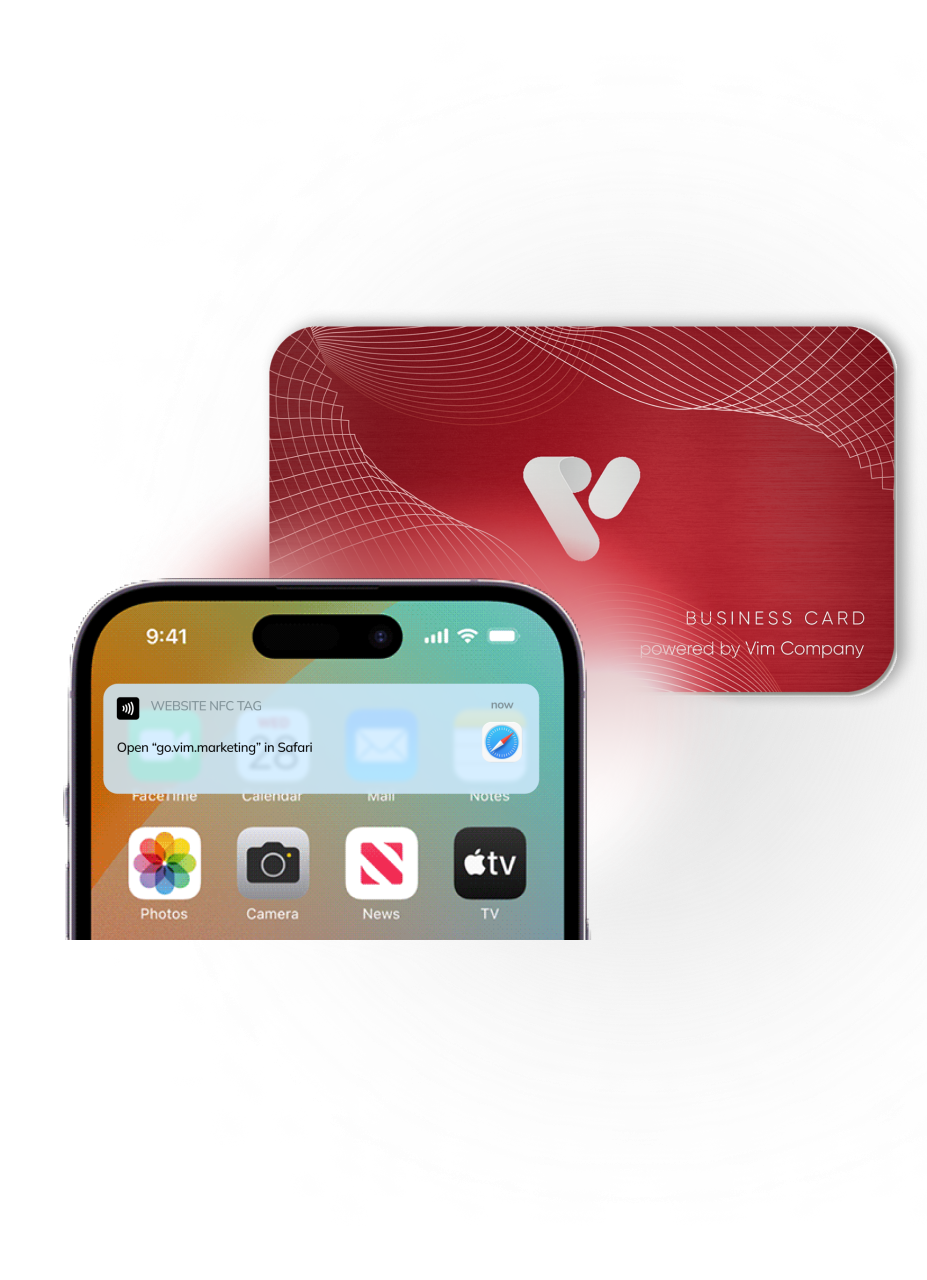 BUSINESS CARD
powered by Vim Company
9:41
WEBSITE NFC TAG
now
Open “go.vim.marketing” in Safari
28
FaceTime
Calendar
Mail
Notes
tv
Photos
Camera
News
TV